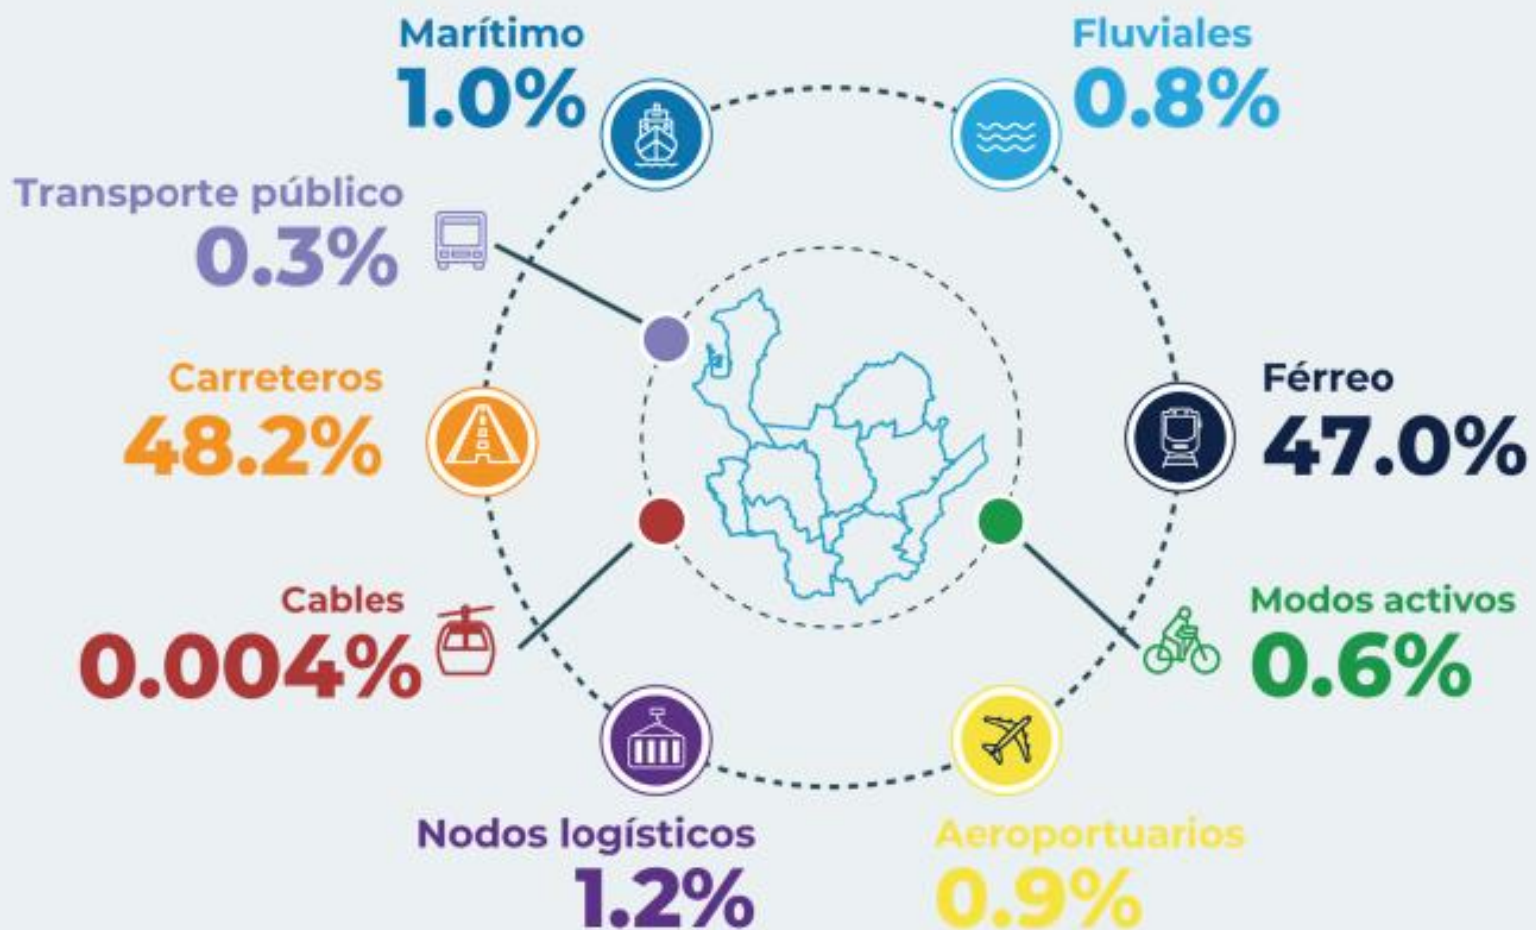 Marítimo
1.0%
Fluviales
0.8%
Transporte público
0.3%
Carreteros
48.2%
Férreo
47.0%
Cables
0.004%
Modos activos
0.6%
Nodos logísticos
1.2%
Aeroportuarios
0.9%